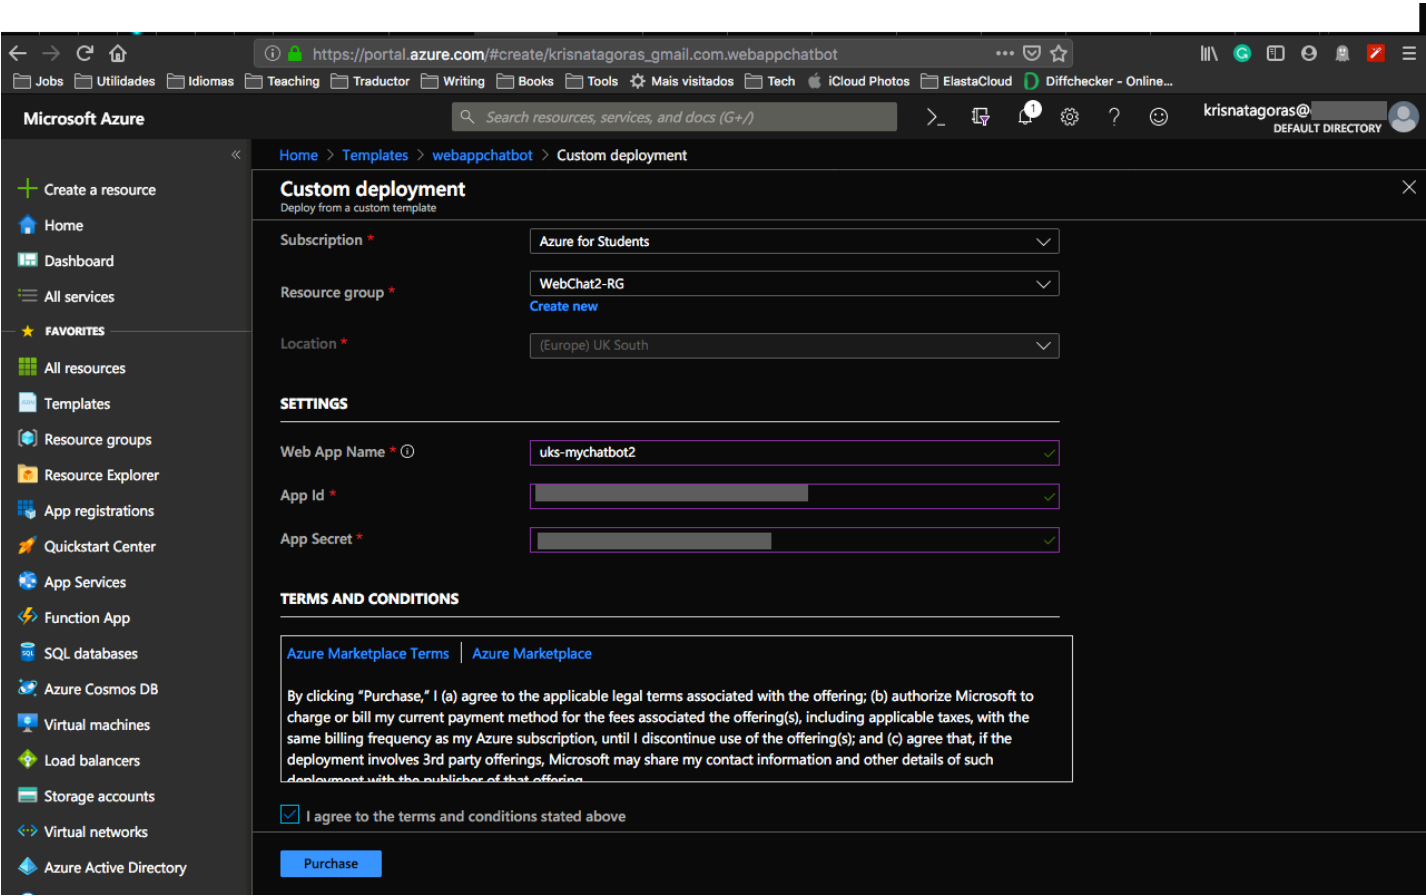 https://portal.azure.com/#create/krisnatagoras_gmail.com.webappchatbot
Jobs Utilidades Idiomas Teaching Traductor Writing Books Tools Mais visitados Tech iCloud Photos ElastaCloud Diffchecker - Online...
Microsoft Azure
Search resources, services, and docs (G+/)
1
krisnatagoras@
DEFAULT DIRECTORY
Home > Templates > webappchatbot > Custom deployment
Create a resource
Home
Dashboard
All services
FAVORITES
All resources
Templates
Resource groups
Resource Explorer
App registrations
Quickstart Center
App Services
Function App
SQL databases
Azure Cosmos DB
Virtual machines
Load balancers
Storage accounts
Virtual networks
Azure Active Directory
Custom deployment
Deploy from a custom template
Subscription * Azure for Students
Resource group * WebChat2-RG
Create new
Location * (Europe) UK South
SETTINGS
Web App Name * uks-mychatbot2
App Id *
App Secret *
TERMS AND CONDITIONS
Azure Marketplace Terms | Azure Marketplace
By clicking “Purchase,” I (a) agree to the applicable legal terms associated with the offering; (b) authorize Microsoft to
charge or bill my current payment method for the fees associated the offering(s), including applicable taxes, with the
same billing frequency as my Azure subscription, until I discontinue use of the offering(s); and (c) agree that, if the
deployment involves 3rd party offerings, Microsoft may share my contact information and other details of such
deployment with the publisher of that offering.
I agree to the terms and conditions stated above
Purchase